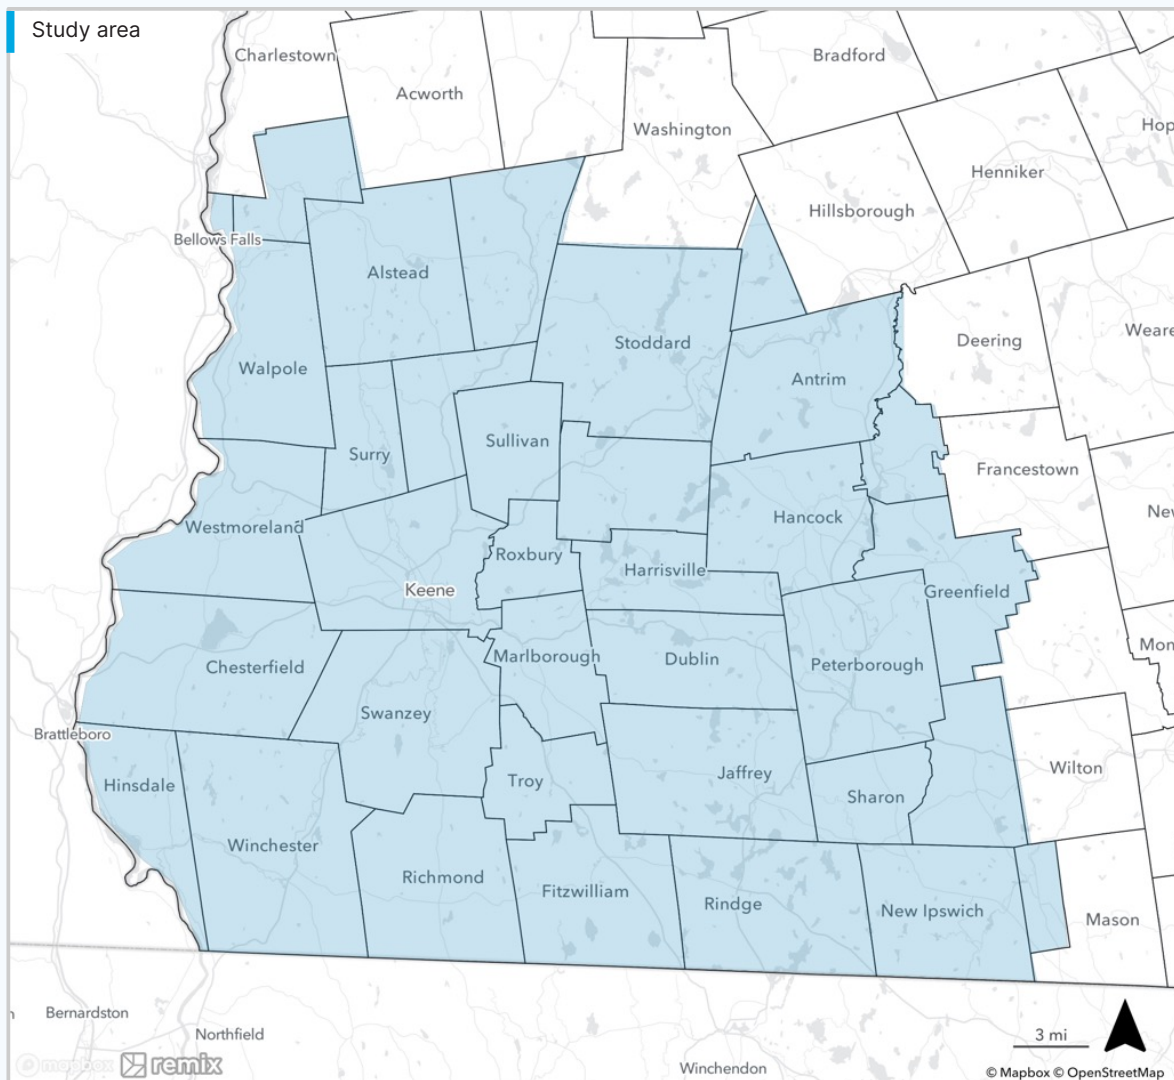 Study area
Charlestown
Bradford
Acworth
Washington
Hop
Henniker
Hillsborough
Bellows Falls
Alstead
Weare
Stoddard
Deering
Walpole
Antrim
Sullivan
Surry
Francestown
New
Hancock
Westmoreland
Roxbury
Harrisville
Keene
Greenfield
Mon
Marlborough
Dublin
Peterborough
Chesterfield
Swanzey
Brattleboro
Wilton
Jaffrey
Troy
Hinsdale
Sharon
Winchester
Richmond
Fitzwilliam
Rindge
New Ipswich
Mason
Bernardston
Northfield
3 mi
mapbox remix
Winchendon
© Mapbox © OpenStreetMap